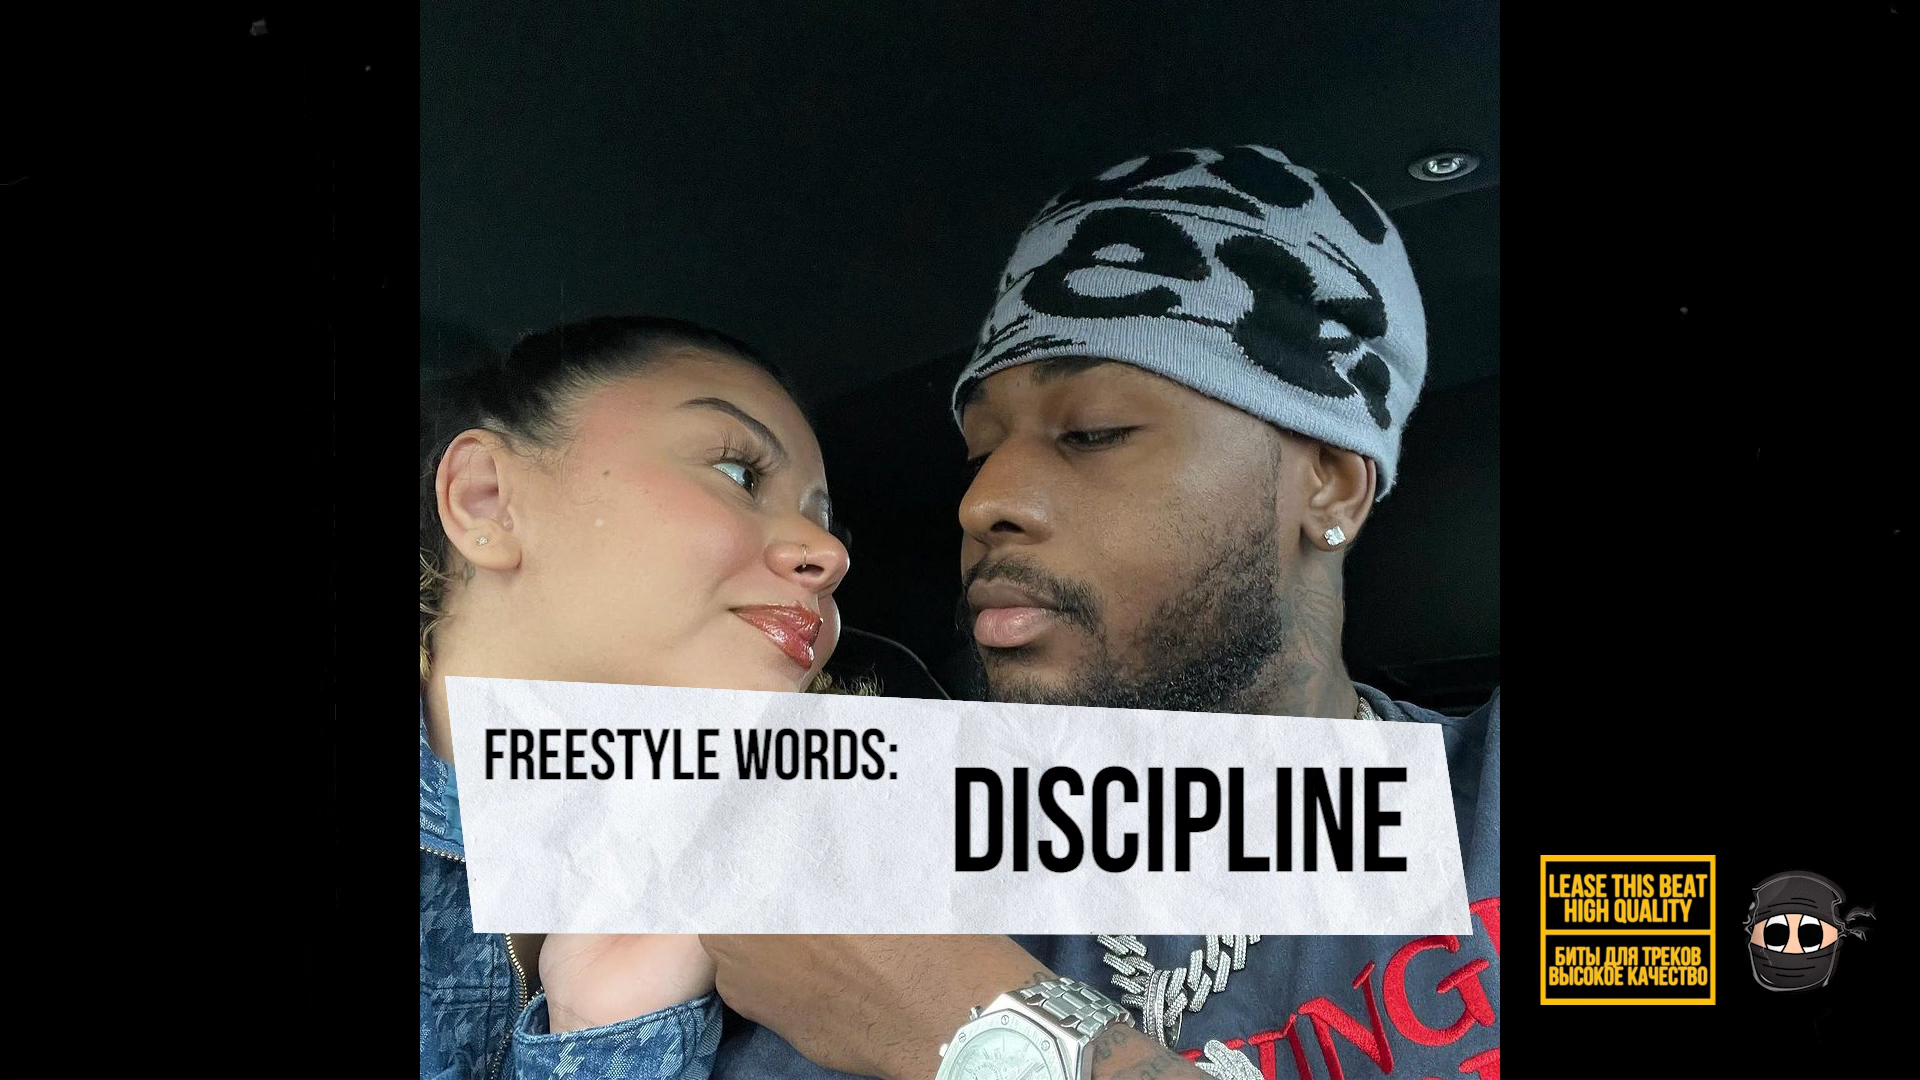 FREESTYLE WORDS:
DISCIPLINE
LEASE THIS BEAT
HIGH QUALITY
БИТЫ ДЛЯ ТРЕКОВ
ВЫСОКОЕ КАЧЕСТВО